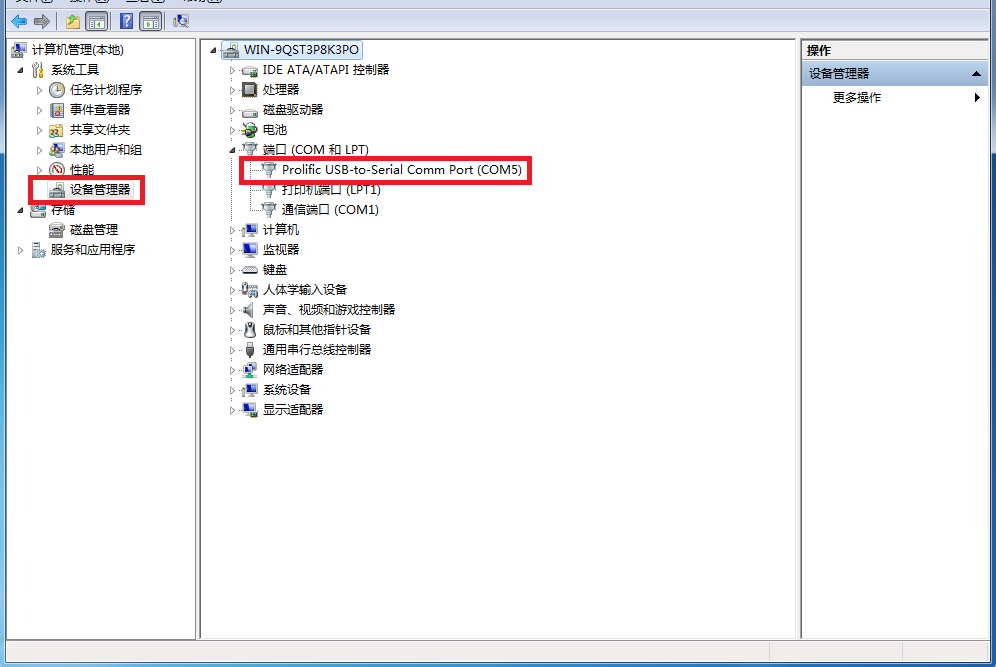 计算机管理(本地)
系统工具
任务计划程序
事件查看器
共享文件夹
本地用户和组
性能
设备管理器
存储
磁盘管理
服务和应用程序
WIN-9QST3P8K3PO
IDE ATA/ATAPI 控制器
处理器
磁盘驱动器
电池
端口 (COM 和 LPT)
Prolific USB-to-Serial Comm Port (COM5)
打印机端口 (LPT1)
通信端口 (COM1)
计算机
监视器
键盘
人体学输入设备
声音、视频和游戏控制器
鼠标和其他指针设备
通用串行总线控制器
网络适配器
系统设备
显示适配器
操作
设备管理器
更多操作